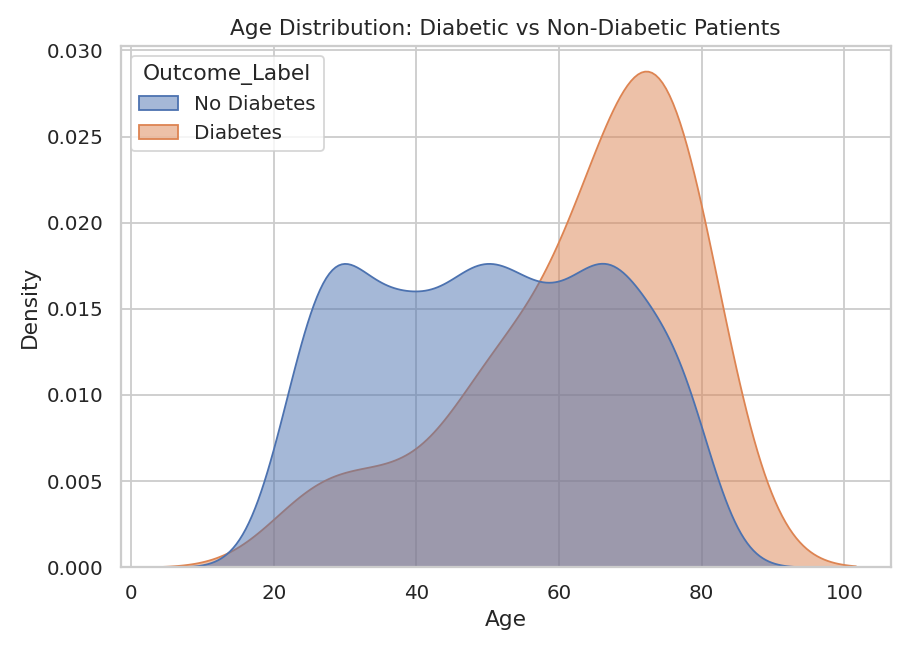 Age Distribution: Diabetic vs Non-Diabetic Patients
Outcome_Label
No Diabetes
Diabetes
Density
0.030
0.025
0.020
0.015
0.010
0.005
0.000
0 20 40 60 80 100
Age